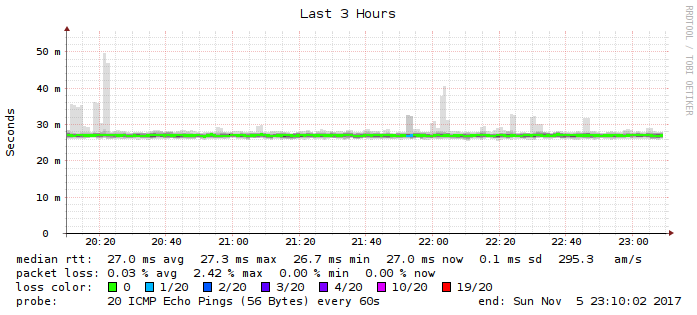 Last 3 Hours
RRDTOOL / TOBI OETIKER
Seconds
50 m
40 m
30 m
20 m
10 m
0
20:20 20:40 21:00 21:20 21:40 22:00 22:20 22:40 23:00
median rtt: 27.0 ms avg 27.3 ms max 26.7 ms min 27.0 ms now 0.1 ms sd 295.3 am/s
packet loss: 0.03 % avg 2.42 % max 0.00 % min 0.00 % now
loss color: 0 1/20 2/20 3/20 4/20 10/20 19/20
probe: 20 ICMP Echo Pings (56 Bytes) every 60s end: Sun Nov 5 23:10:02 2017